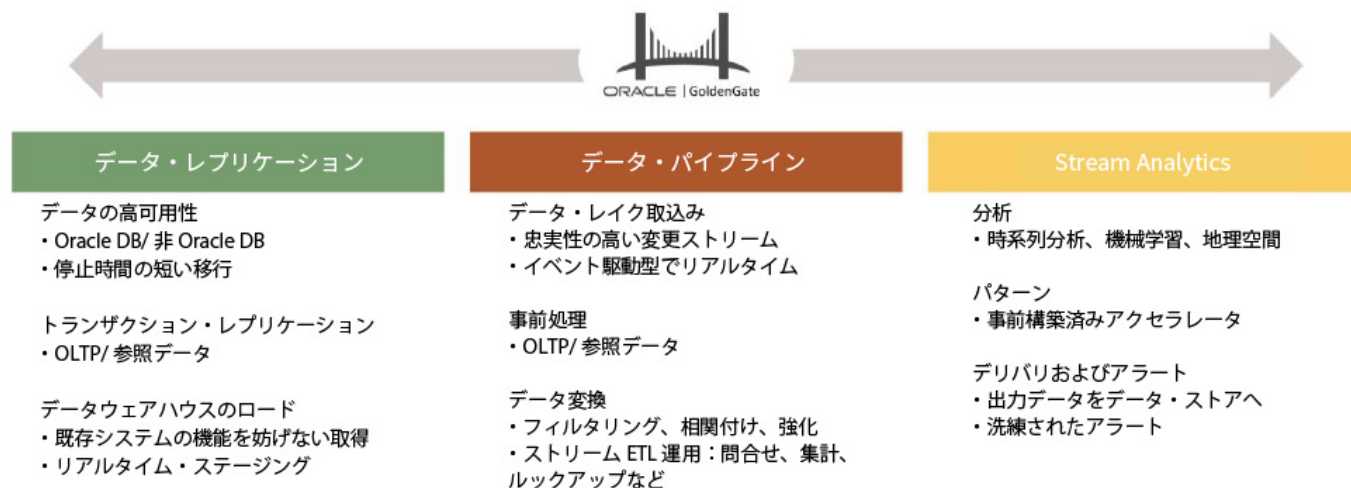 ORACLE | GoldenGate
データ・レプリケーション
データの高可用性
・Oracle DB/ 非 Oracle DB
・停止時間の短い移行
トランザクション・レプリケーション
・OLTP/ 参照データ
データウェアハウスのロード
・既存システムの機能を妨げない取得
・リアルタイム・ステージング
データ・パイプライン
データ・レイク取込み
・忠実性の高い変更ストリーム
・イベント駆動型でリアルタイム
事前処理
・OLTP/ 参照データ
データ変換
・フィルタリング、相関付け、強化
・ストリーム ETL 運用：問合せ、集計、
ルックアップなど
Stream Analytics
分析
・時系列分析、機械学習、地理空間
パターン
・事前構築済みアクセラレータ
デリバリおよびアラート
・出力データをデータ・ストアへ
・洗練されたアラート